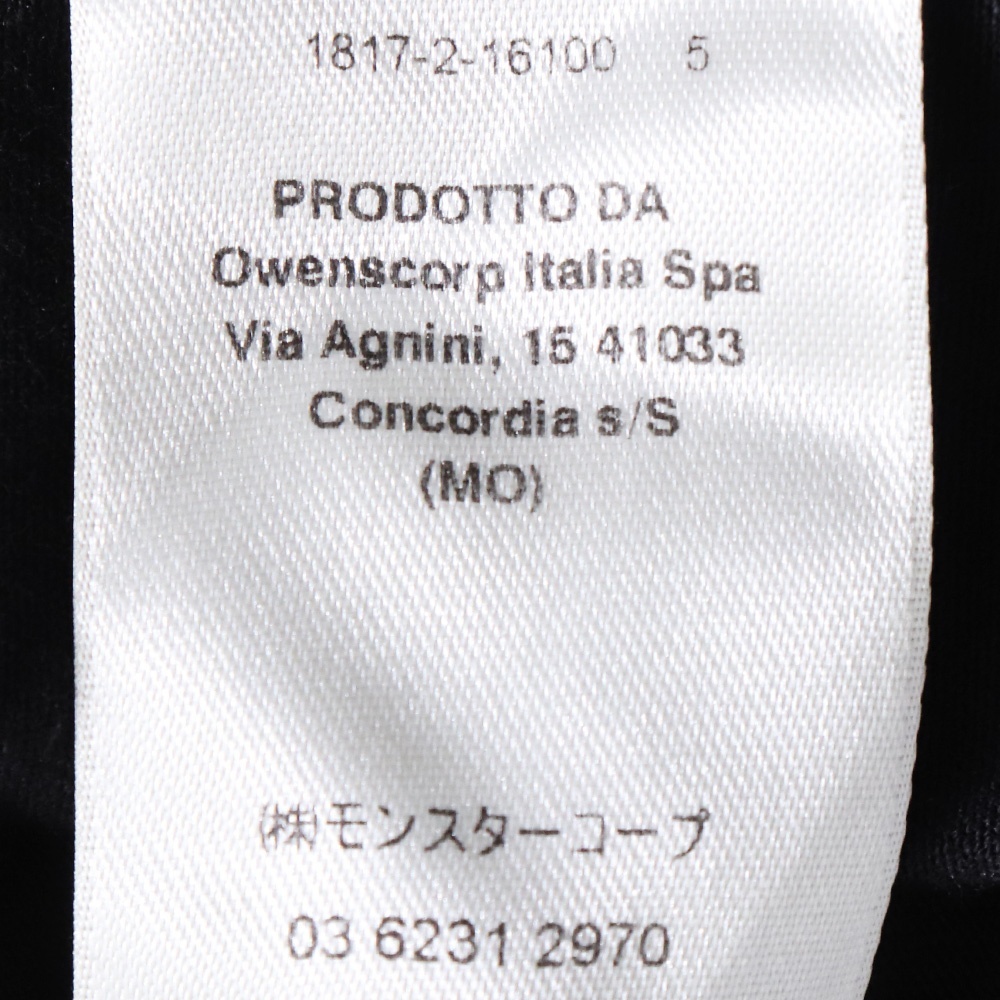 1817-2-16100 5
PRODOTTO DA
Owenscorp Italia Spa
Via Agnini, 15 41033
Concordia s/S
(MO)
(株)モンスターコープ
03 6231 2970